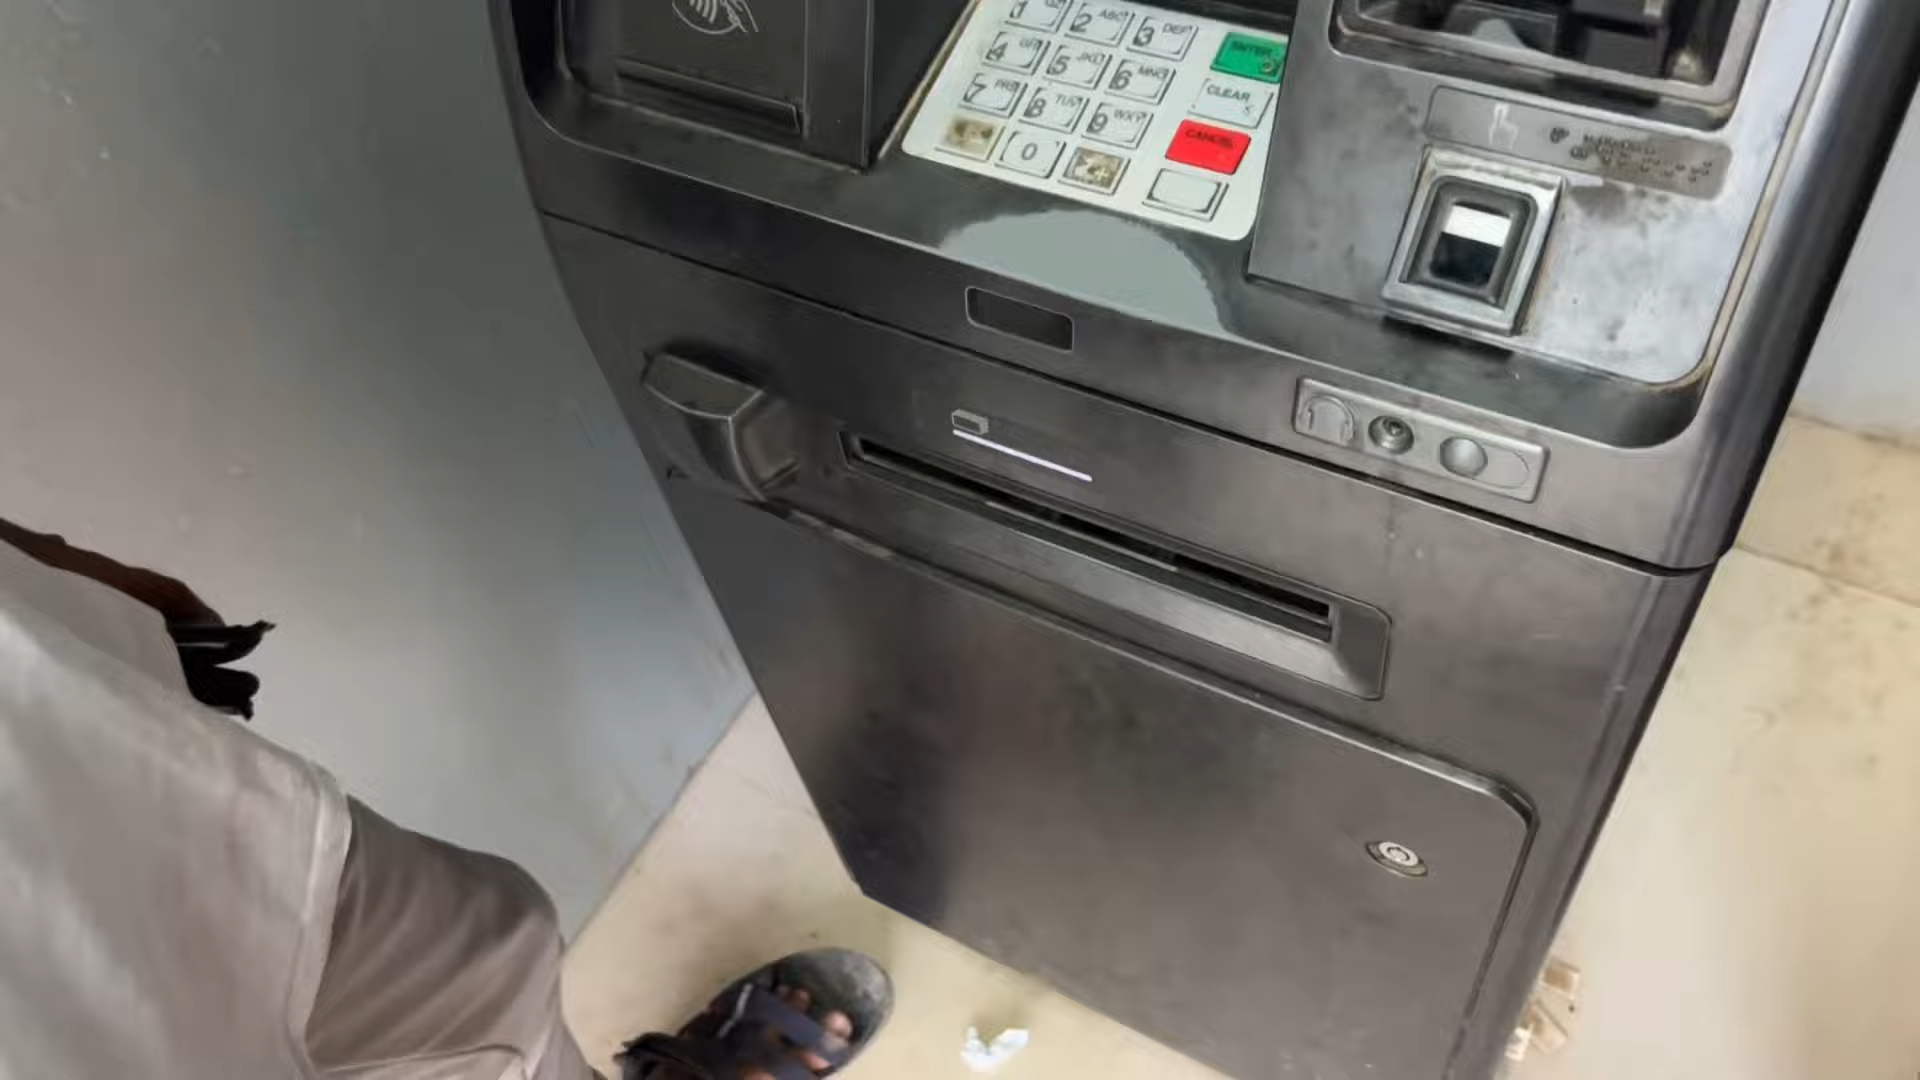 1 QZ 2 ABC 3 DEF ENTER
4 GHI 5 JKL 6 MNO CLEAR
7 PRS 8 TUV 9 WXY CANCEL
0